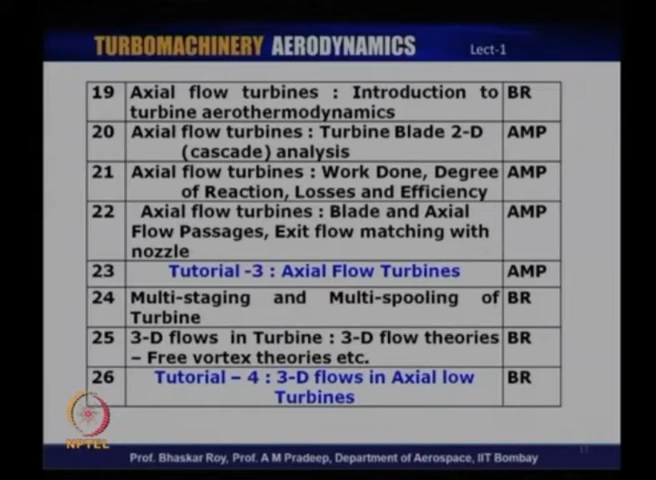 TURBOMACHINERY AERODYNAMICS Lect-1
19 Axial flow turbines : Introduction to BR
turbine aerothermodynamics
20 Axial flow turbines : Turbine Blade 2-D AMP
(cascade) analysis
21 Axial flow turbines : Work Done, Degree AMP
of Reaction, Losses and Efficiency
22 Axial flow turbines : Blade and Axial AMP
Flow Passages, Exit flow matching with
nozzle
23 Tutorial -3 : Axial Flow Turbines AMP
24 Multi-staging and Multi-spooling of BR
Turbine
25 3-D flows in Turbine : 3-D flow theories BR
– Free vortex theories etc.
26 Tutorial – 4 : 3-D flows in Axial low BR
Turbines
NPTEL
Prof. Bhaskar Roy, Prof. A M Pradeep, Department of Aerospace, IIT Bombay